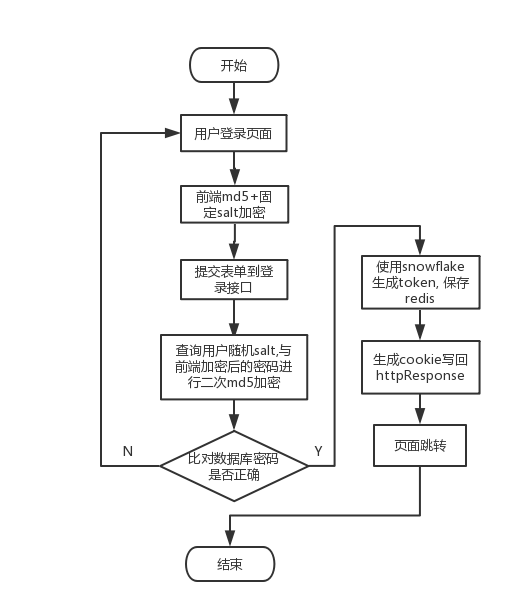 开始
用户登录页面
前端md5+固
定salt加密
提交表单到登
录接口
查询用户随机salt,与
前端加密后的密码进
行二次md5加密
比对数据库密码
是否正确
N
Y
使用snowflake
生成token, 保存
redis
生成cookie写回
httpResponse
页面跳转
结束